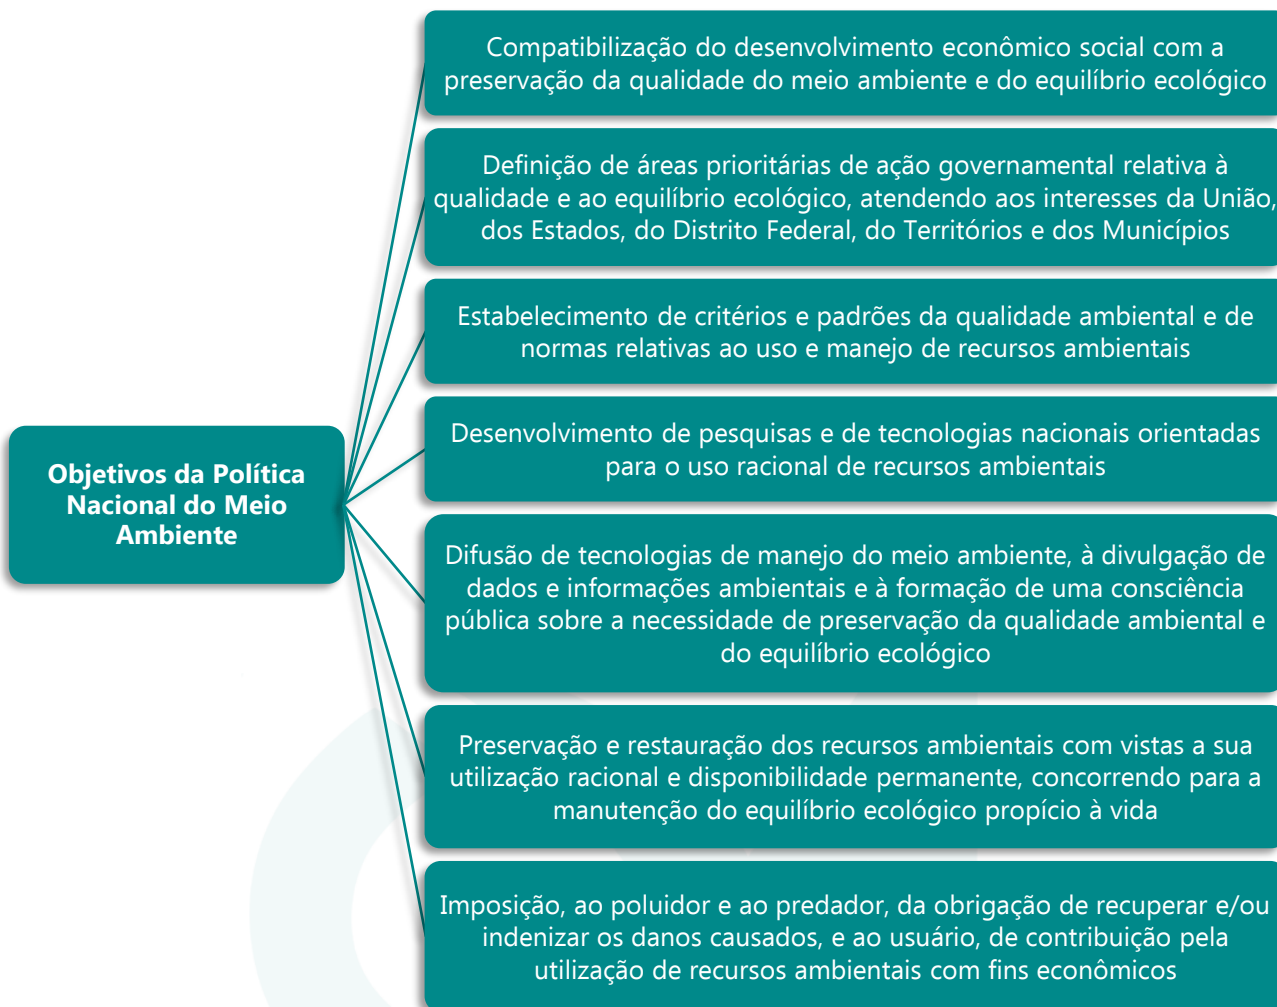 Compatibilização do desenvolvimento econômico social com a
preservação da qualidade do meio ambiente e do equilíbrio ecológico
Definição de áreas prioritárias de ação governamental relativa à
qualidade e ao equilíbrio ecológico, atendendo aos interesses da União,
dos Estados, do Distrito Federal, do Territórios e dos Municípios
Estabelecimento de critérios e padrões da qualidade ambiental e de
normas relativas ao uso e manejo de recursos ambientais
Objetivos da Política
Nacional do Meio
Ambiente
Desenvolvimento de pesquisas e de tecnologias nacionais orientadas
para o uso racional de recursos ambientais
Difusão de tecnologias de manejo do meio ambiente, à divulgação de
dados e informações ambientais e à formação de uma consciência
pública sobre a necessidade de preservação da qualidade ambiental e
do equilíbrio ecológico
Preservação e restauração dos recursos ambientais com vistas a sua
utilização racional e disponibilidade permanente, concorrendo para a
manutenção do equilíbrio ecológico propício à vida
Imposição, ao poluidor e ao predador, da obrigação de recuperar e/ou
indenizar os danos causados, e ao usuário, de contribuição pela
utilização de recursos ambientais com fins econômicos